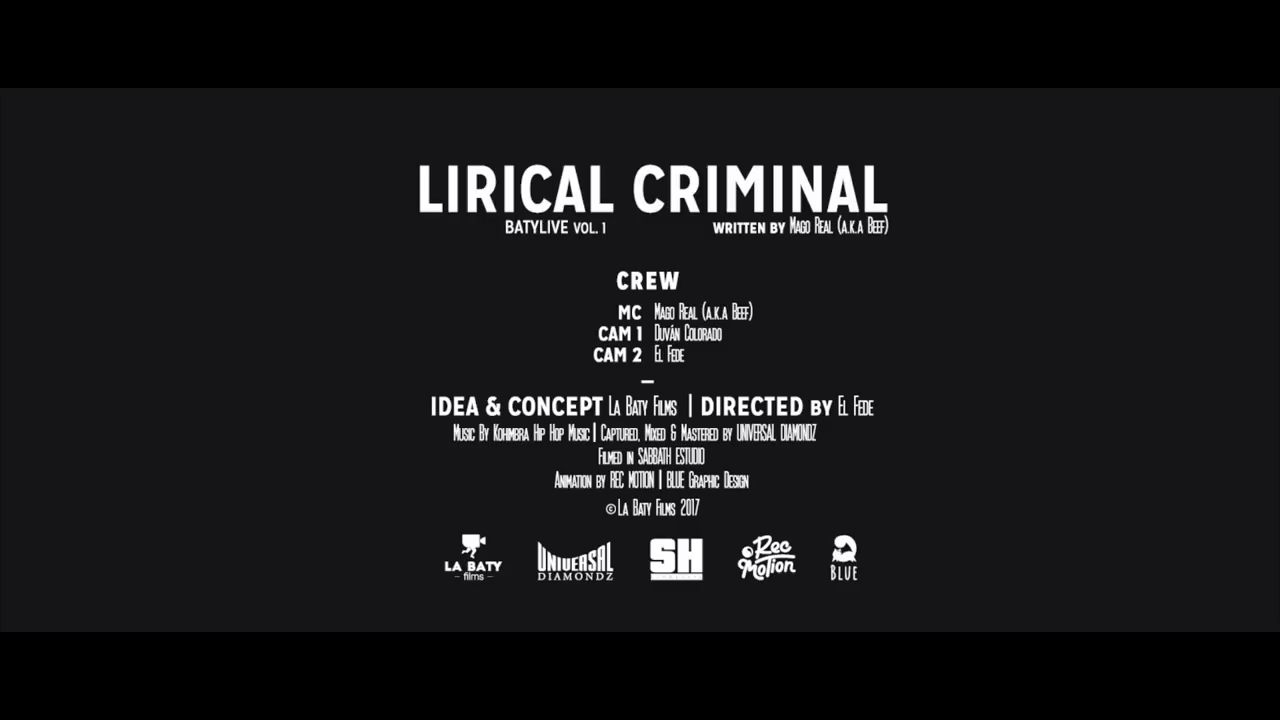 LIRICAL CRIMINAL
BATYLIVE VOL. 1 WRITTEN BY MAGO REAL (A.K.A BEEF)
CREW
MC MAGO REAL (A.K.A BEEF)
CAM 1 DUVÁN COLORADO
CAM 2 EL FEDE
–
IDEA & CONCEPT LA BATY FILMS | DIRECTED BY EL FEDE
MUSIC BY KOHIMBRA HIP HOP MUSIC | CAPTURED, MIXED & MASTERED BY UNIVERSAL DIAMONDZ
FILMED IN SABBATH ESTUDIO
ANIMATION BY REC MOTION | BLUE GRAPHIC DESIGN
© LA BATY FILMS 2017
LA BATY
– films –
UNIVERSAL
DIAMONDZ
SH
Rec
Motion
BLUE